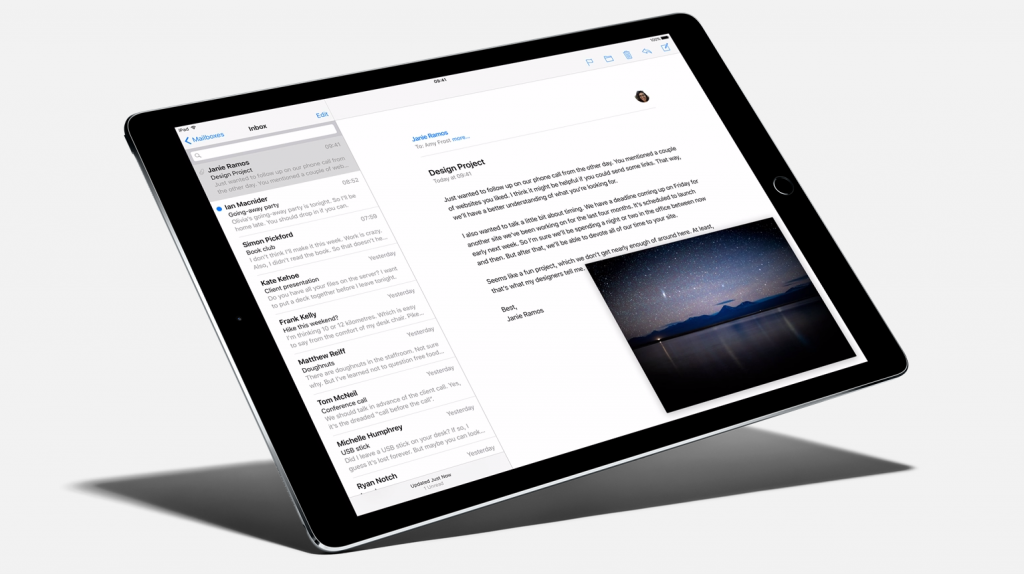 iPad
09:41
100%
Mailboxes
Inbox
Edit
Janie Ramos
09:41
Design Project
Just wanted to follow up on our phone call from
the other day. You mentioned a couple of web...
Ian Macnider
08:52
Going-away party
Olivia's going-away party is tonight. So I'll be
home late. You should drop in if you can.
Simon Pickford
07:59
Book club
I don't think I'll make it this week. Work is crazy.
Also, I didn't read the book. So that doesn't he...
Kate Kehoe
Yesterday
Client presentation
Do you have all your files on the server? I want
to put a deck together before I leave tonight.
Frank Kelly
Yesterday
Hike this weekend?
I'm thinking 10 or 12 kilometres. Which is easy
to say from the comfort of my desk chair. Pike...
Matthew Reiff
Yesterday
Doughnuts
There are doughnuts in the staffroom. Not sure
why. But I've learned not to question free food...
Tom McNeil
Yesterday
Conference call
We should talk in advance of the client call. Yes,
it's the dreaded "call before the call".
Michelle Humphrey
Yesterday
USB stick
Did I leave a USB stick on your desk? If so, I
guess it's lost forever. But maybe you can look...
Ryan Notch
Yesterday
Updated Just Now
1 Unread
Janie Ramos
To: Amy Frost more...
Design Project
Today at 09:41
Just wanted to follow up on our phone call from the other day. You mentioned a couple
of websites you liked. I think it might be helpful if you could send some links. That way,
we'll have a better understanding of what you're looking for.
I also wanted to talk a little bit about timing. We have a deadline coming up on Friday for
another site we've been working on for the last four months. It's scheduled to launch
early next week. So I'm sure we'll be spending a night or two in the office between now
and then. But after that, we'll be able to devote all of our time to your site.
Seems like a fun project, which we don't get nearly enough of around here. At least,
that's what my designers tell me.
Best,
Janie Ramos